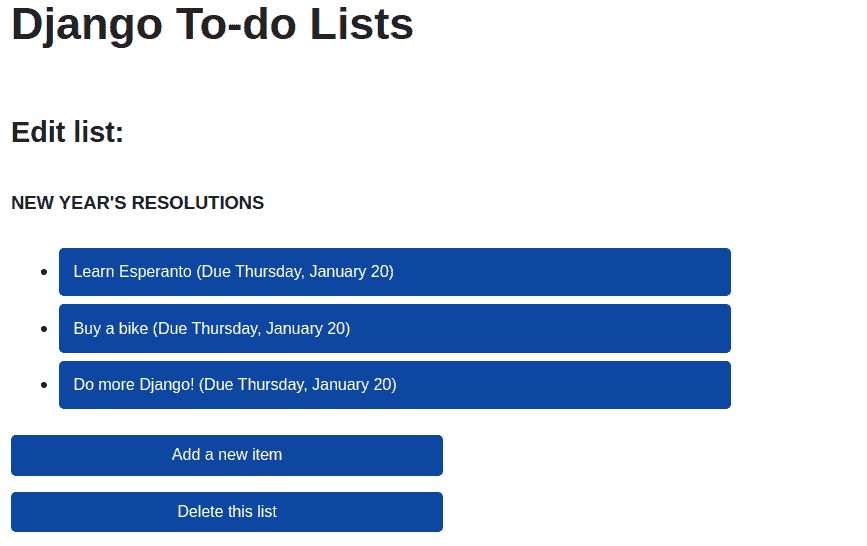 Django To-do Lists
Edit list:
NEW YEAR'S RESOLUTIONS
Learn Esperanto (Due Thursday, January 20)
Buy a bike (Due Thursday, January 20)
Do more Django! (Due Thursday, January 20)
Add a new item
Delete this list